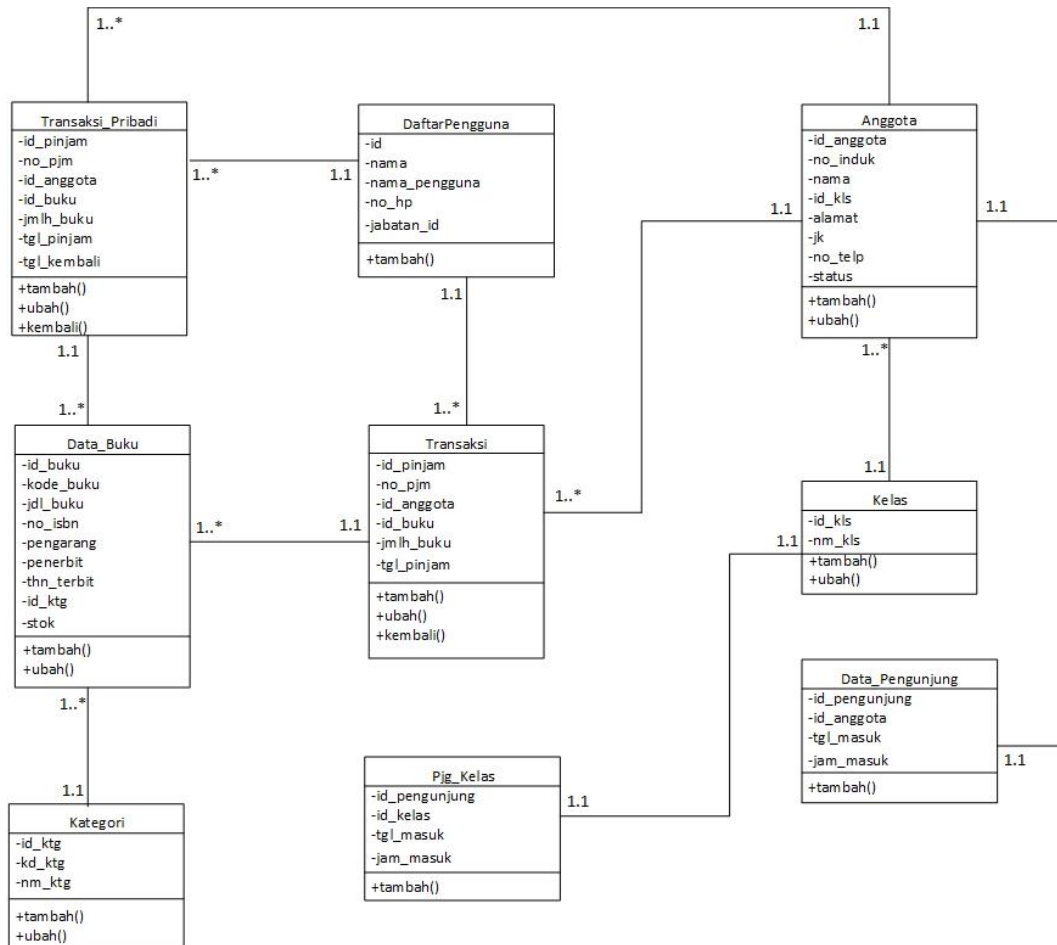 1..*
1.1
Transaksi_Pribadi
-id_pinjam
-no_pjm
-id_anggota
-id_buku
-jmlh_buku
-tgl_pinjam
-tgl_kembali
+tambah()
+ubah()
+kembali()
1..*
1.1
DaftarPengguna
-id
-nama
-nama_pengguna
-no_hp
-jabatan_id
+tambah()
Anggota
-id_anggota
-no_induk
-nama
-id_kls
-alamat
-jk
-no_telp
-status
+tambah()
+ubah()
1.1
1.1
1.1
1..*
1.1
1..*
1..*
Data_Buku
-id_buku
-kode_buku
-jdl_buku
-no_isbn
-pengarang
-penerbit
-thn_terbit
-id_ktg
-stok
+tambah()
+ubah()
1..*
1.1
Transaksi
-id_pinjam
-no_pjm
-id_anggota
-id_buku
-jmlh_buku
-tgl_pinjam
+tambah()
+ubah()
+kembali()
1..*
1.1
Kelas
-id_kls
-nm_kls
+tambah()
+ubah()
1.1
Data_Pengunjung
-id_pengunjung
-id_anggota
-tgl_masuk
-jam_masuk
+tambah()
1.1
1..*
1.1
Kategori
-id_ktg
-kd_ktg
-nm_ktg
+tambah()
+ubah()
Pjg_Kelas
-id_pengunjung
-id_kelas
-tgl_masuk
-jam_masuk
+tambah()
1.1